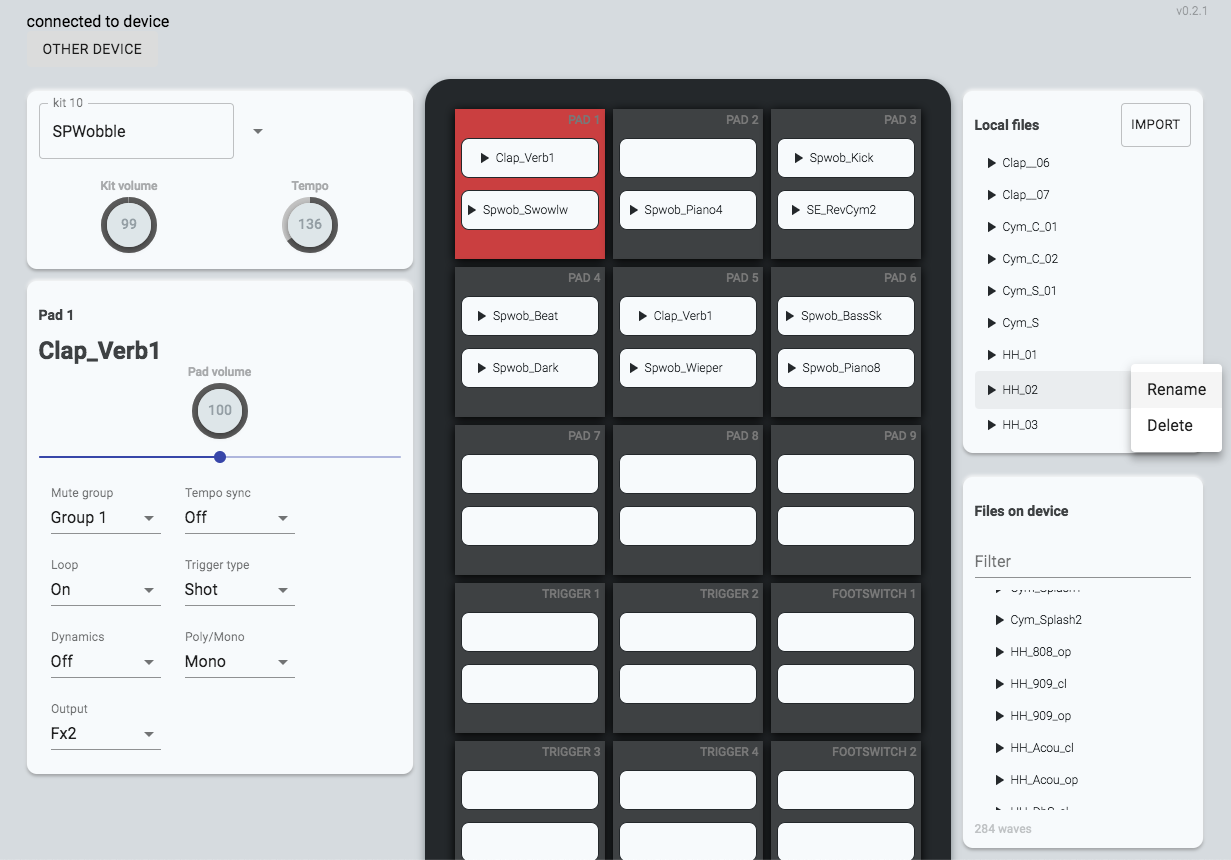 connected to device
v0.2.1
OTHER DEVICE
kit 10
SPWobble
Kit volume
Tempo
99
136
Pad 1
Clap_Verb1
Pad volume
100
Mute group
Tempo sync
Group 1
Off
Loop
Trigger type
On
Shot
Dynamics
Poly/Mono
Off
Mono
Output
Fx2
PAD 1
Clap_Verb1
Spwob_Swowlw
PAD 2
Spwob_Piano4
PAD 3
Spwob_Kick
SE_RevCym2
PAD 4
Spwob_Beat
Spwob_Dark
PAD 5
Clap_Verb1
Spwob_Wieper
PAD 6
Spwob_BassSk
Spwob_Piano8
PAD 7
PAD 8
PAD 9
TRIGGER 1
TRIGGER 2
FOOTSWITCH 1
TRIGGER 3
TRIGGER 4
FOOTSWITCH 2
Local files
IMPORT
Clap__06
Clap__07
Cym_C_01
Cym_C_02
Cym_S_01
Cym_S
HH_01
HH_02
HH_03
Rename
Delete
Files on device
Filter
Cym_Splash1
Cym_Splash2
HH_808_op
HH_909_cl
HH_909_op
HH_Acou_cl
HH_Acou_op
284 waves